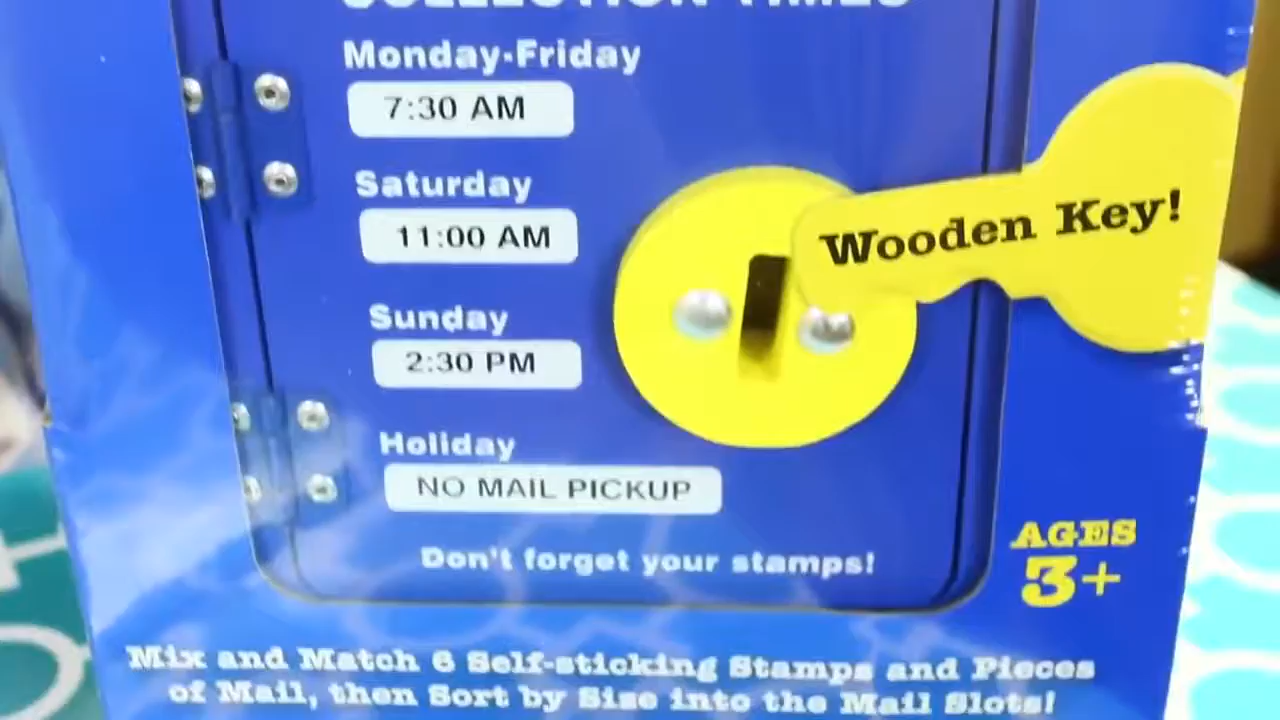 COLLECTION TIMES
Monday-Friday
7:30 AM
Saturday
11:00 AM
Wooden Key!
Sunday
2:30 PM
Holiday
NO MAIL PICKUP
Don't forget your stamps!
AGES
3+
Mix and Match 6 Self-sticking Stamps and Pieces
of Mail, then Sort by Size into the Mail Slots!